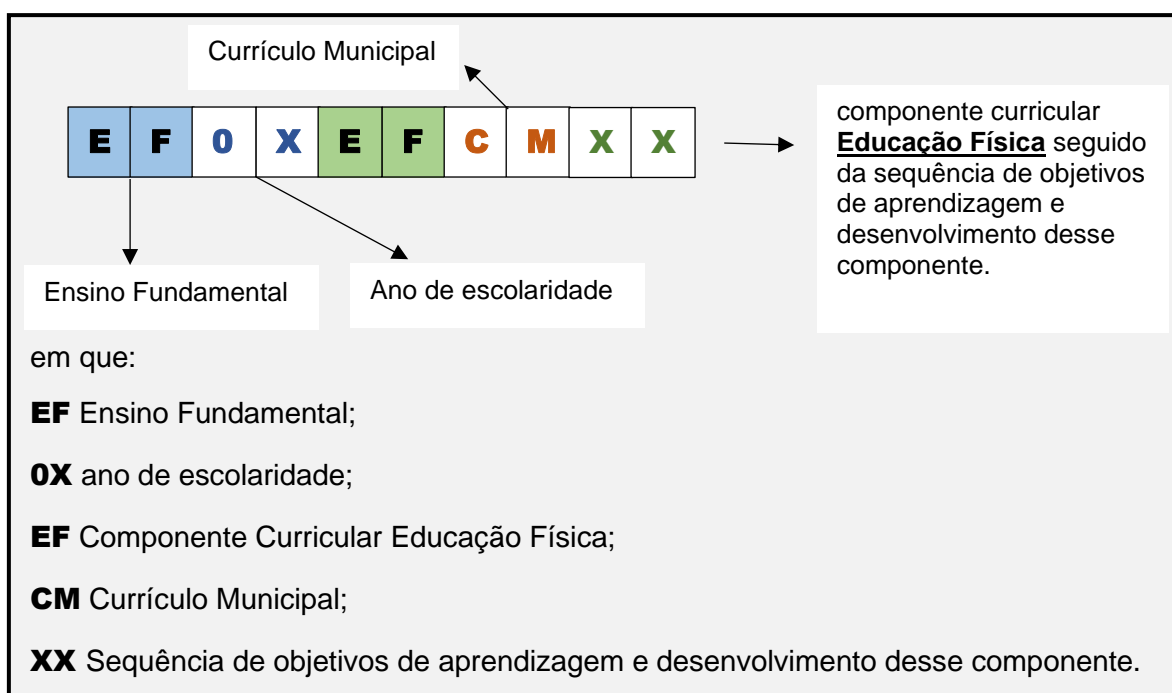 Currículo Municipal
E F 0 X E F C M X X
componente curricular
Educação Física seguido
da sequência de objetivos
de aprendizagem e
desenvolvimento desse
componente.
Ensino Fundamental
Ano de escolaridade
em que:
EF Ensino Fundamental;
0X ano de escolaridade;
EF Componente Curricular Educação Física;
CM Currículo Municipal;
XX Sequência de objetivos de aprendizagem e desenvolvimento desse componente.